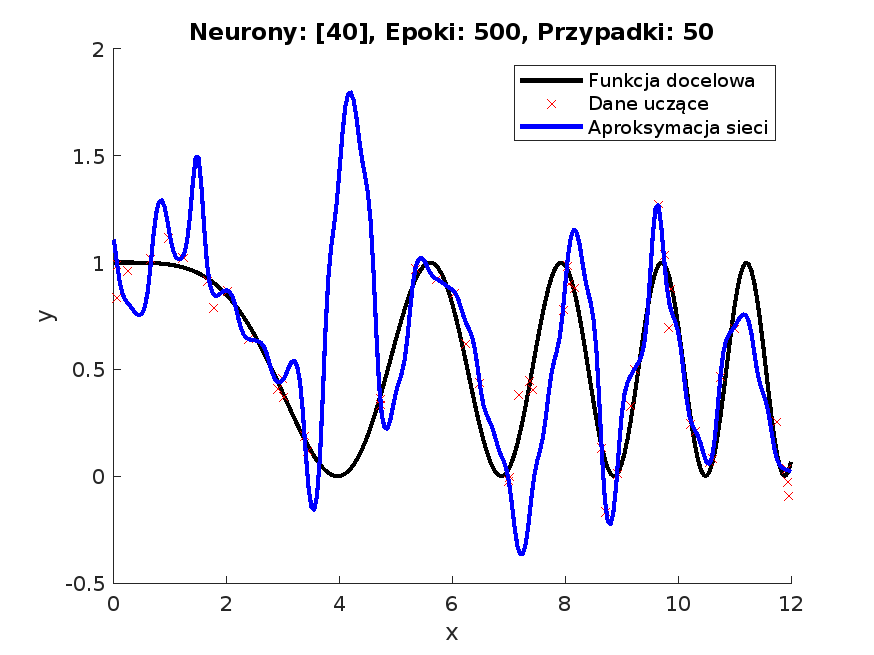 Neurony: [40], Epoki: 500, Przypadki: 50
2
1.5
1
0.5
0
-0.5
y
Funkcja docelowa
Dane uczące
Aproksymacja sieci
0 2 4 6 8 10 12
x